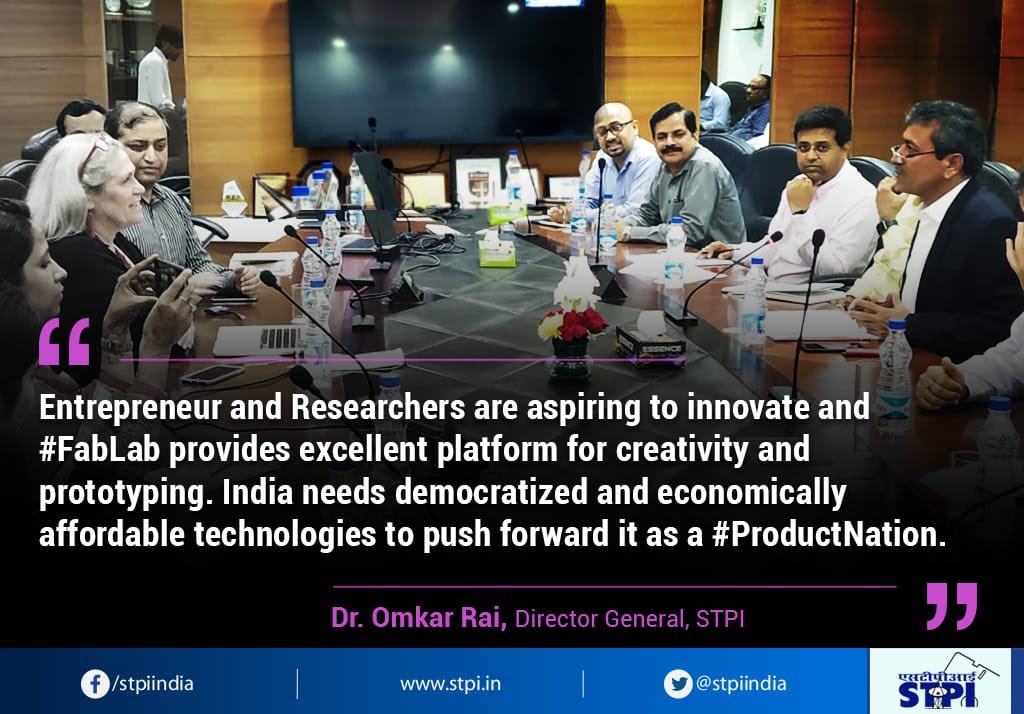 ESSENCE
“
Entrepreneur and Researchers are aspiring to innovate and
#FabLab provides excellent platform for creativity and
prototyping. India needs democratized and economically
affordable technologies to push forward it as a #ProductNation.
”
Dr. Omkar Rai, Director General, STPI
/stpiindia
www.stpi.in
@stpiindia
एसटीपीआई
STPI